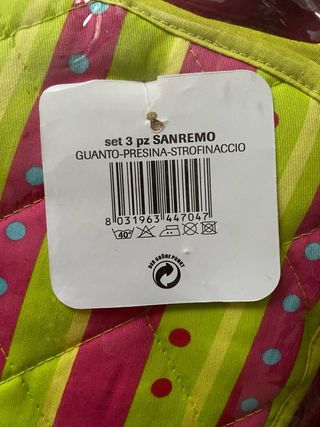 set 3 pz SANREMO
GUANTO-PRESINA-STROFINACCIO
8 031963 447047
40°
DER GRÜNE PUNKT